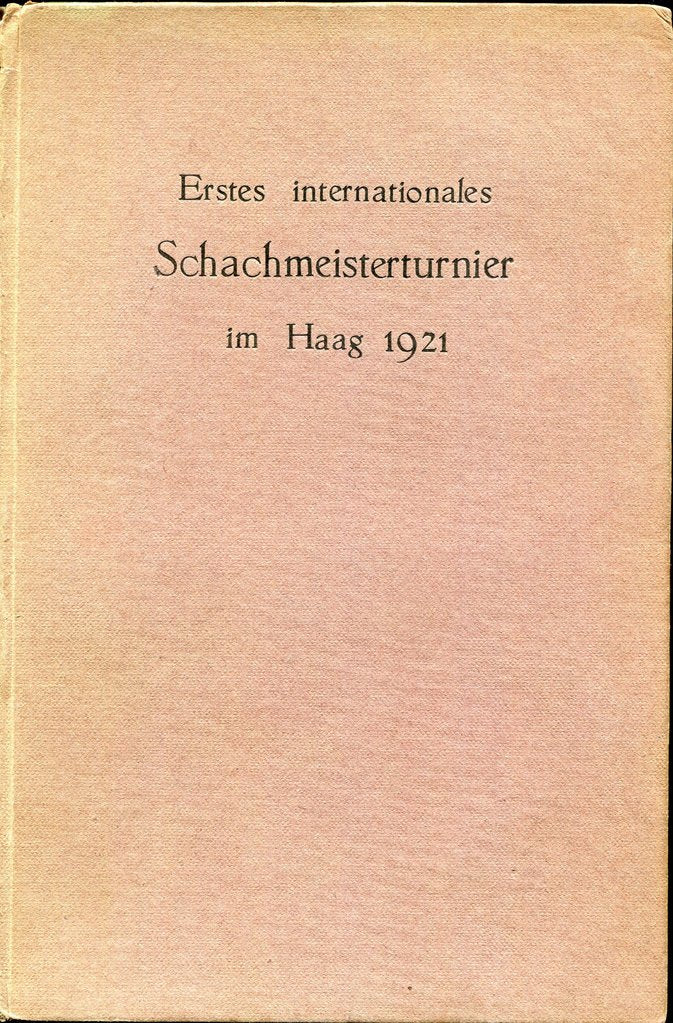 Erstes internationales
Schachmeisterturnier
im Haag 1921